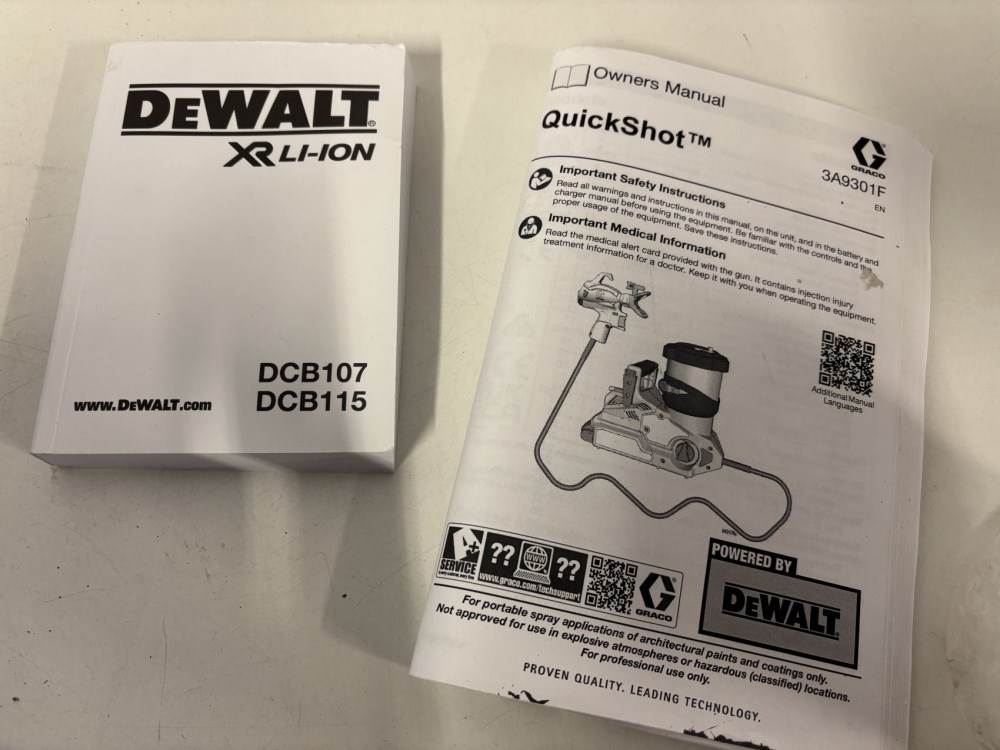 DEWALT
XR LI-ION
DCB107
www.DEWALT.com DCB115
Owners Manual
QuickShot™
GRACO
3A9301F
EN
Important Safety Instructions
Read all warnings and instructions in this manual, on the unit, and in the battery and
charger manual before using the equipment. Be familiar with the controls and the
proper usage of the equipment. Save these instructions.
Important Medical Information
Read the medical alert card provided with the gun. It contains injection injury
treatment information for a doctor. Keep it with you when operating the equipment.
Additional Manual
Languages
SERVICE
?? WWW ??
www.graco.com/techsupport
GRACO
POWERED BY
DEWALT
For portable spray applications of architectural paints and coatings only.
Not approved for use in explosive atmospheres or hazardous (classified) locations.
For professional use only.
PROVEN QUALITY. LEADING TECHNOLOGY.